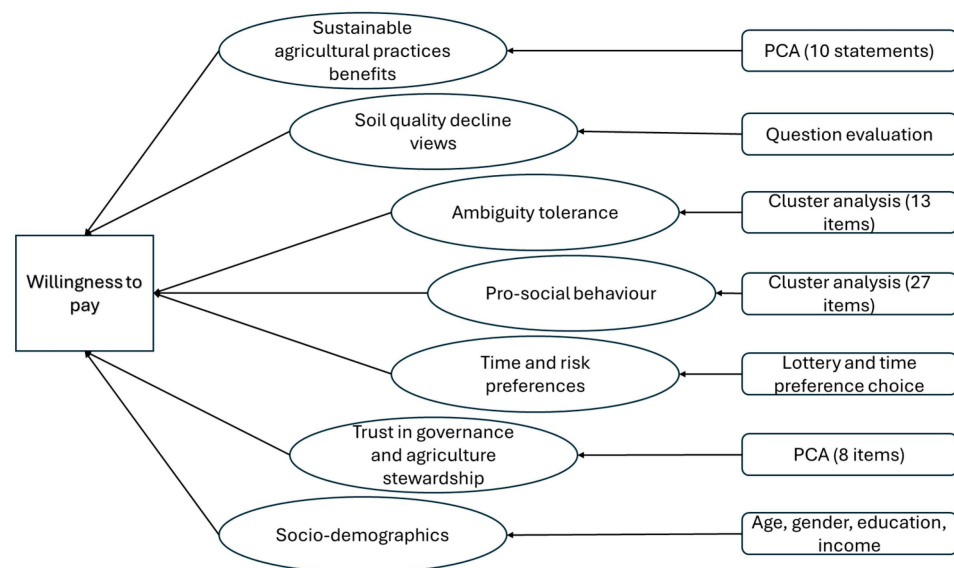 Sustainable
agricultural practices
benefits
PCA (10 statements)
Soil quality decline
views
Question evaluation
Ambiguity tolerance
Cluster analysis (13
items)
Willingness to
pay
Pro-social behaviour
Cluster analysis (27
items)
Time and risk
preferences
Lottery and time
preference choice
Trust in governance
and agriculture
stewardship
PCA (8 items)
Socio-demographics
Age, gender, education,
income